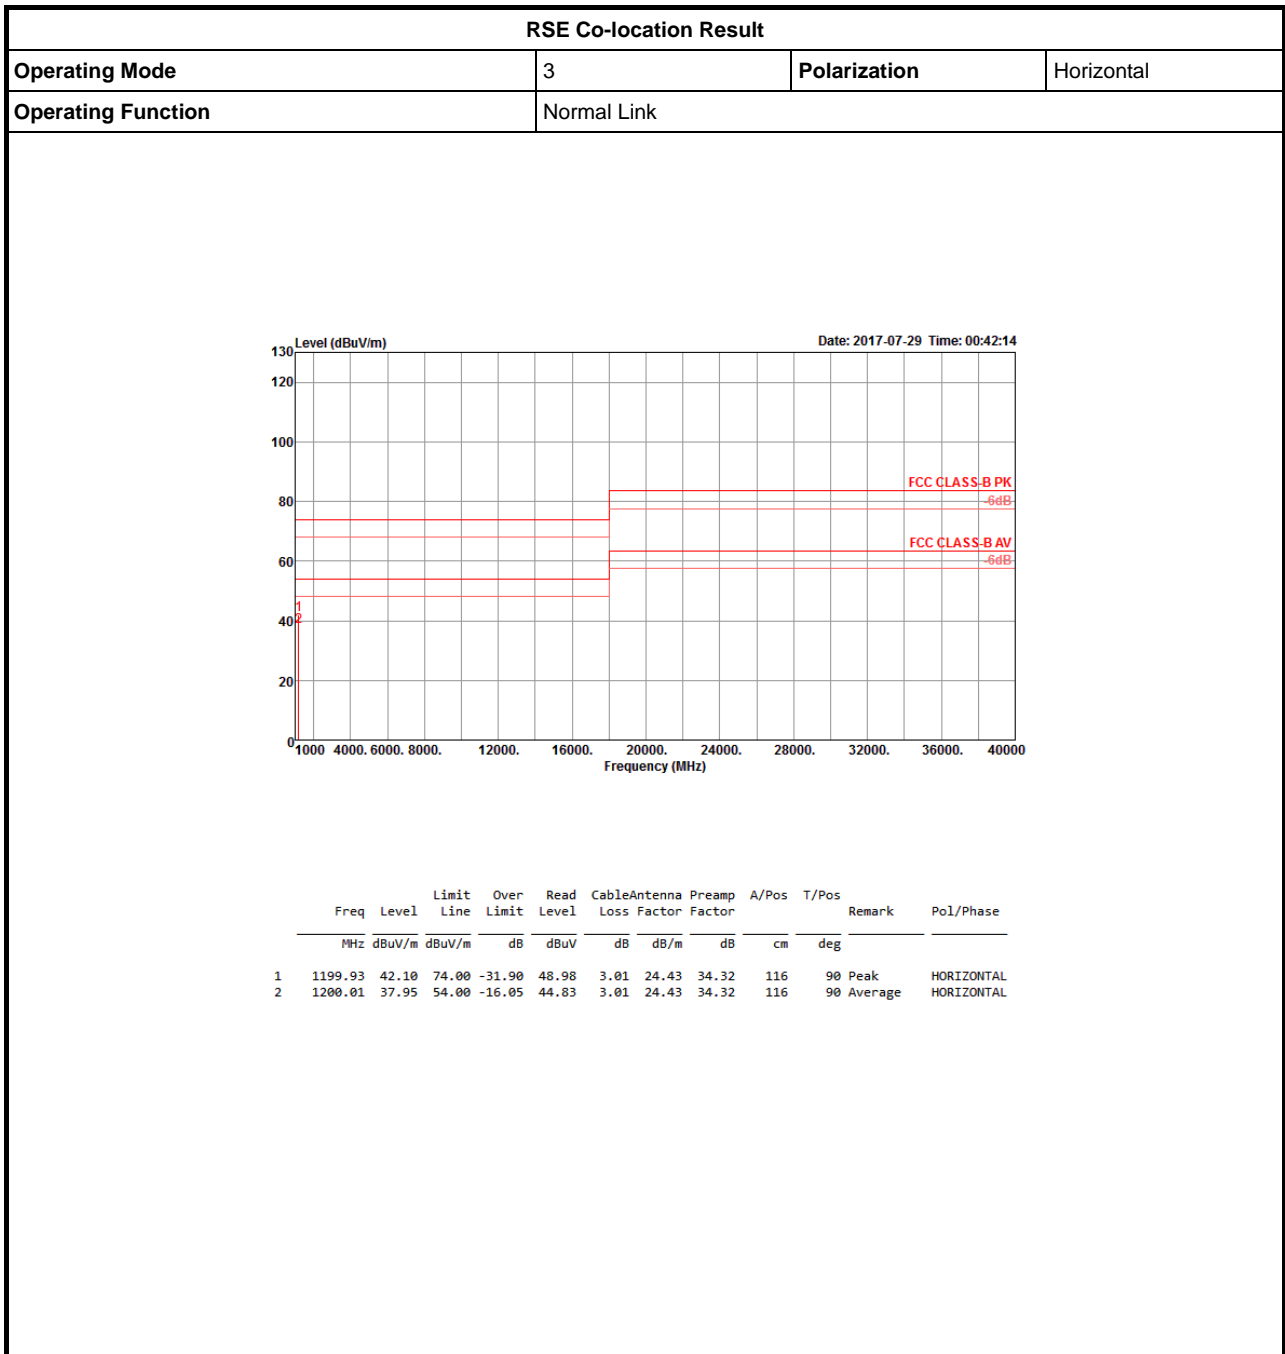 RSE Co-location Result
Operating Mode 3 Polarization Horizontal
Operating Function Normal Link
Level (dBuV/m) Date: 2017-07-29 Time: 00:42:14
130
120
100
FCC CLASS-B PK
80 -6dB
FCC CLASS-B AV
60 -6dB
1
40 2
20
0
1000 4000. 6000. 8000. 12000. 16000. 20000. 24000. 28000. 32000. 36000. 40000
Frequency (MHz)
Limit Over Read CableAntenna Preamp A/Pos T/Pos
Freq Level Line Limit Level Loss Factor Factor Remark Pol/Phase
MHz dBuV/m dBuV/m dB dBuV dB dB/m dB cm deg
1 1199.93 42.10 74.00 -31.90 48.98 3.01 24.43 34.32 116 90 Peak HORIZONTAL
2 1200.01 37.95 54.00 -16.05 44.83 3.01 24.43 34.32 116 90 Average HORIZONTAL